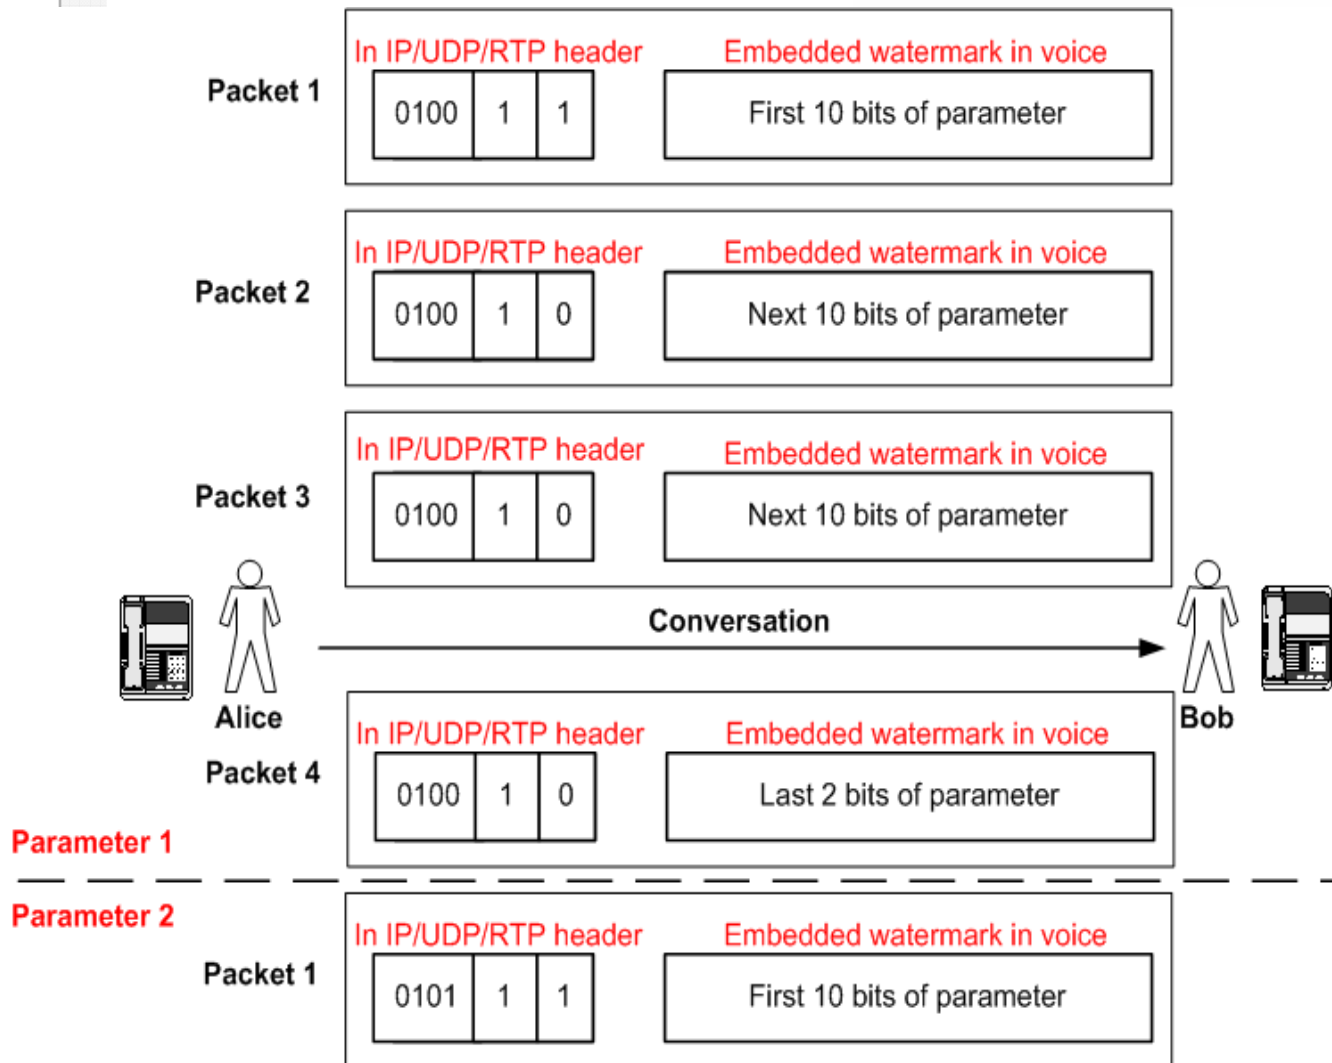 In IP/UDP/RTP header Embedded watermark in voice
Packet 1
0100 1 1 First 10 bits of parameter
In IP/UDP/RTP header Embedded watermark in voice
Packet 2
0100 1 0 Next 10 bits of parameter
In IP/UDP/RTP header Embedded watermark in voice
Packet 3
0100 1 0 Next 10 bits of parameter
Conversation
Alice
Bob
In IP/UDP/RTP header Embedded watermark in voice
Packet 4
0100 1 0 Last 2 bits of parameter
Parameter 1
Parameter 2
In IP/UDP/RTP header Embedded watermark in voice
Packet 1
0101 1 1 First 10 bits of parameter